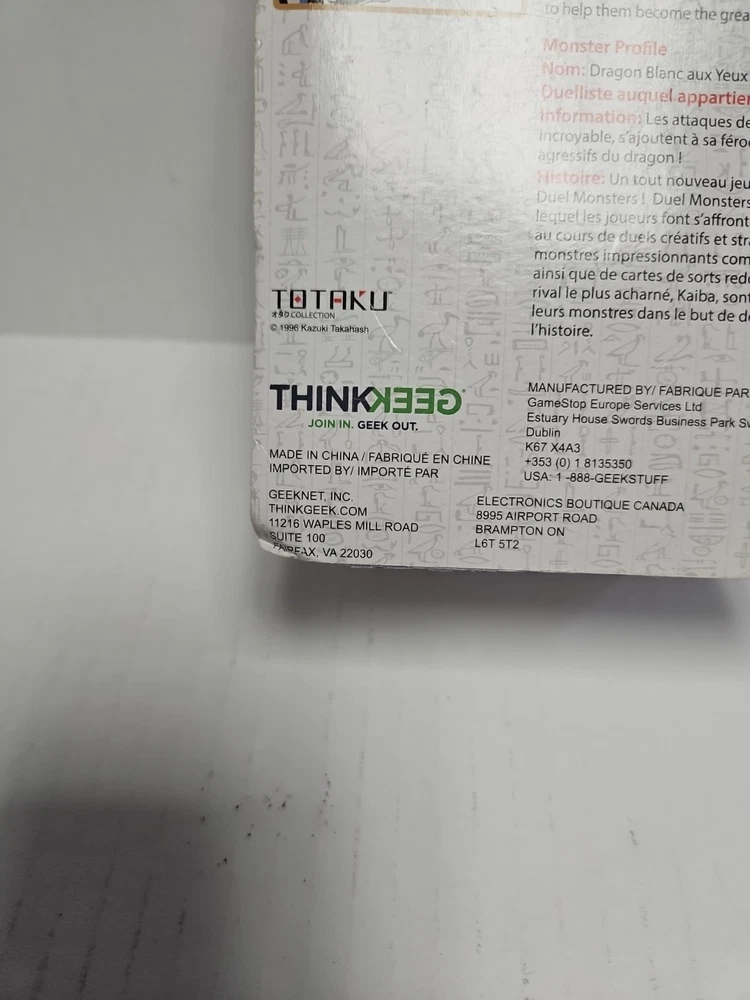 to help them become the grea
Monster Profile
Nom: Dragon Blanc aux Yeux
Duelliste auquel appartier
Information: Les attaques de
incroyable, s'ajoutent à sa féro
agressifs du dragon !
Histoire: Un tout nouveau jeu
Duel Monsters ! Duel Monsters
lequel les joueurs font s'affront
au cours de duels créatifs et str
monstres impressionnants com
ainsi que de cartes de sorts red
rival le plus acharné, Kaiba, son
leurs monstres dans le but de d
l'histoire.
TOTAKU™
オタク COLLECTION
© 1996 Kazuki Takahash
THINKGEEK
JOIN IN. GEEK OUT.
MADE IN CHINA / FABRIQUÉ EN CHINE
IMPORTED BY/ IMPORTÉ PAR
GEEKNET, INC.
THINKGEEK.COM
11216 WAPLES MILL ROAD
SUITE 100
FAIRFAX, VA 22030
MANUFACTURED BY/ FABRIQUE PAR
GameStop Europe Services Ltd
Estuary House Swords Business Park Sw
Dublin
K67 X4A3
+353 (0) 1 8135350
USA: 1 -888-GEEKSTUFF
ELECTRONICS BOUTIQUE CANADA
8995 AIRPORT ROAD
BRAMPTON ON
L6T 5T2